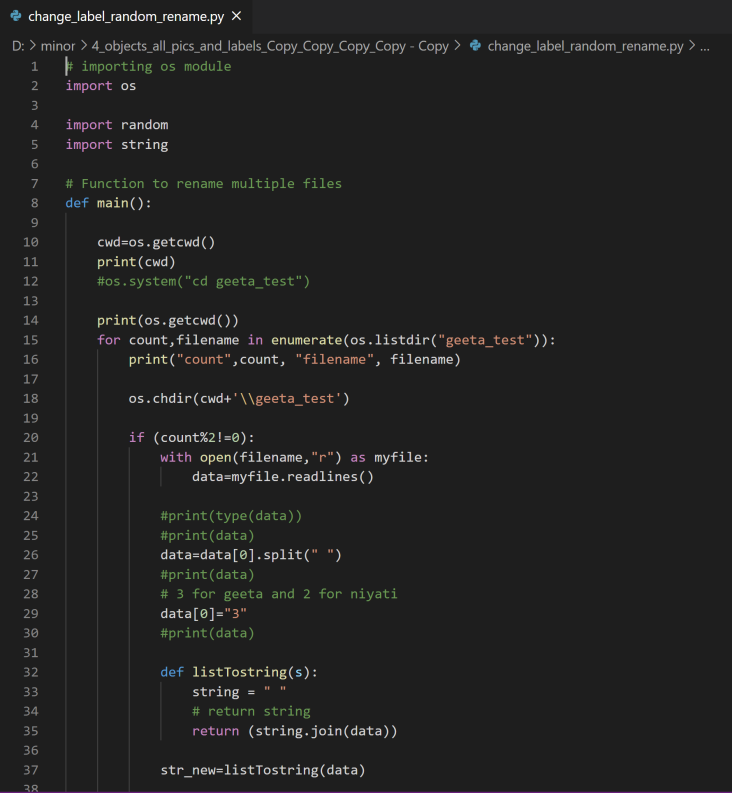 change_label_random_rename.py ×
D: > minor > 4_objects_all_pics_and_labels_Copy_Copy_Copy_Copy - Copy > change_label_random_rename.py > ...
1 # importing os module
2 import os
3
4 import random
5 import string
6
7 # Function to rename multiple files
8 def main():
9
10 cwd=os.getcwd()
11 print(cwd)
12 #os.system("cd geeta_test")
13
14 print(os.getcwd())
15 for count,filename in enumerate(os.listdir("geeta_test")):
16 print("count",count, "filename", filename)
17
18 os.chdir(cwd+'\\geeta_test')
19
20 if (count%2!=0):
21 with open(filename,"r") as myfile:
22 data=myfile.readlines()
23
24 #print(type(data))
25 #print(data)
26 data=data[0].split(" ")
27 #print(data)
28 # 3 for geeta and 2 for niyati
29 data[0]="3"
30 #print(data)
31
32 def listTostring(s):
33 string = " "
34 # return string
35 return (string.join(data))
36
37 str_new=listTostring(data)
38